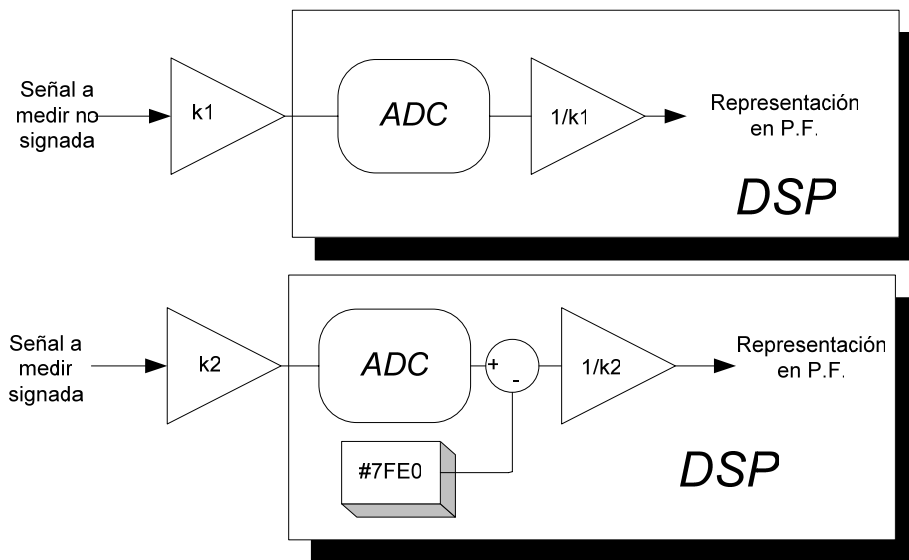 Señal a
medir no
signada
k1
ADC
1/k1
Representación
en P.F.
DSP
Señal a
medir
signada
k2
ADC
+
-
1/k2
Representación
en P.F.
#7FE0
DSP